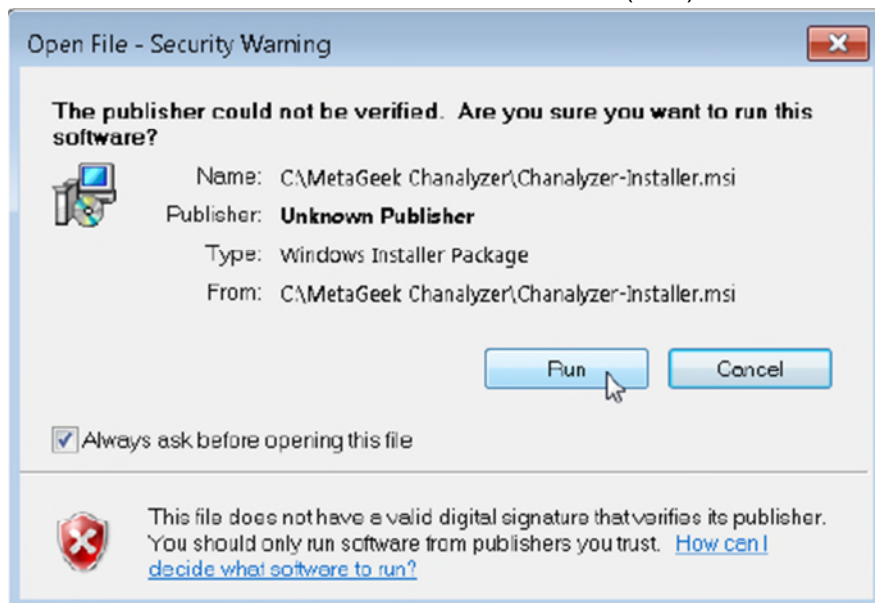 Open File - Security Warning
The publisher could not be verified. Are you sure you want to run this
software?
Name: C:\MetaGeek Chanalyzer\Chanalyzer-Installer.msi
Publisher: Unknown Publisher
Type: Windows Installer Package
From: C:\MetaGeek Chanalyzer\Chanalyzer-Installer.msi
Run Cancel
Always ask before opening this file
This file does not have a valid digital signature that verifies its publisher.
You should only run software from publishers you trust. How can I
decide what software to run?